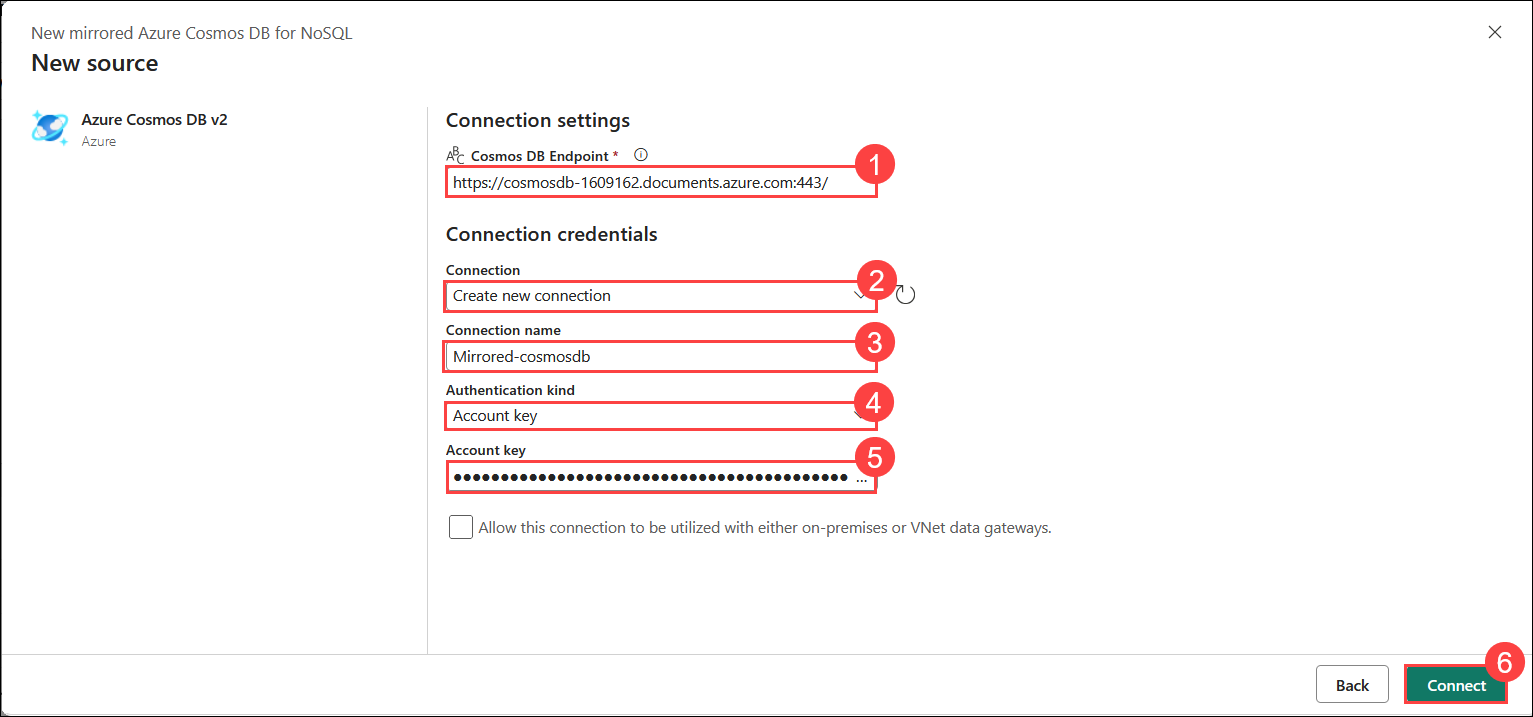 New mirrored Azure Cosmos DB for NoSQL
New source
Azure Cosmos DB v2
Azure
Connection settings
ABC Cosmos DB Endpoint *
1
https://cosmosdb-1609162.documents.azure.com:443/
Connection credentials
Connection
2
Create new connection
Connection name
3
Mirrored-cosmosdb
Authentication kind
4
Account key
Account key
5
●●●●●●●●●●●●●●●●●●●●●●●●●●●●●●●●●●●●●●●●●● ...
Allow this connection to be utilized with either on-premises or VNet data gateways.
6
Back
Connect